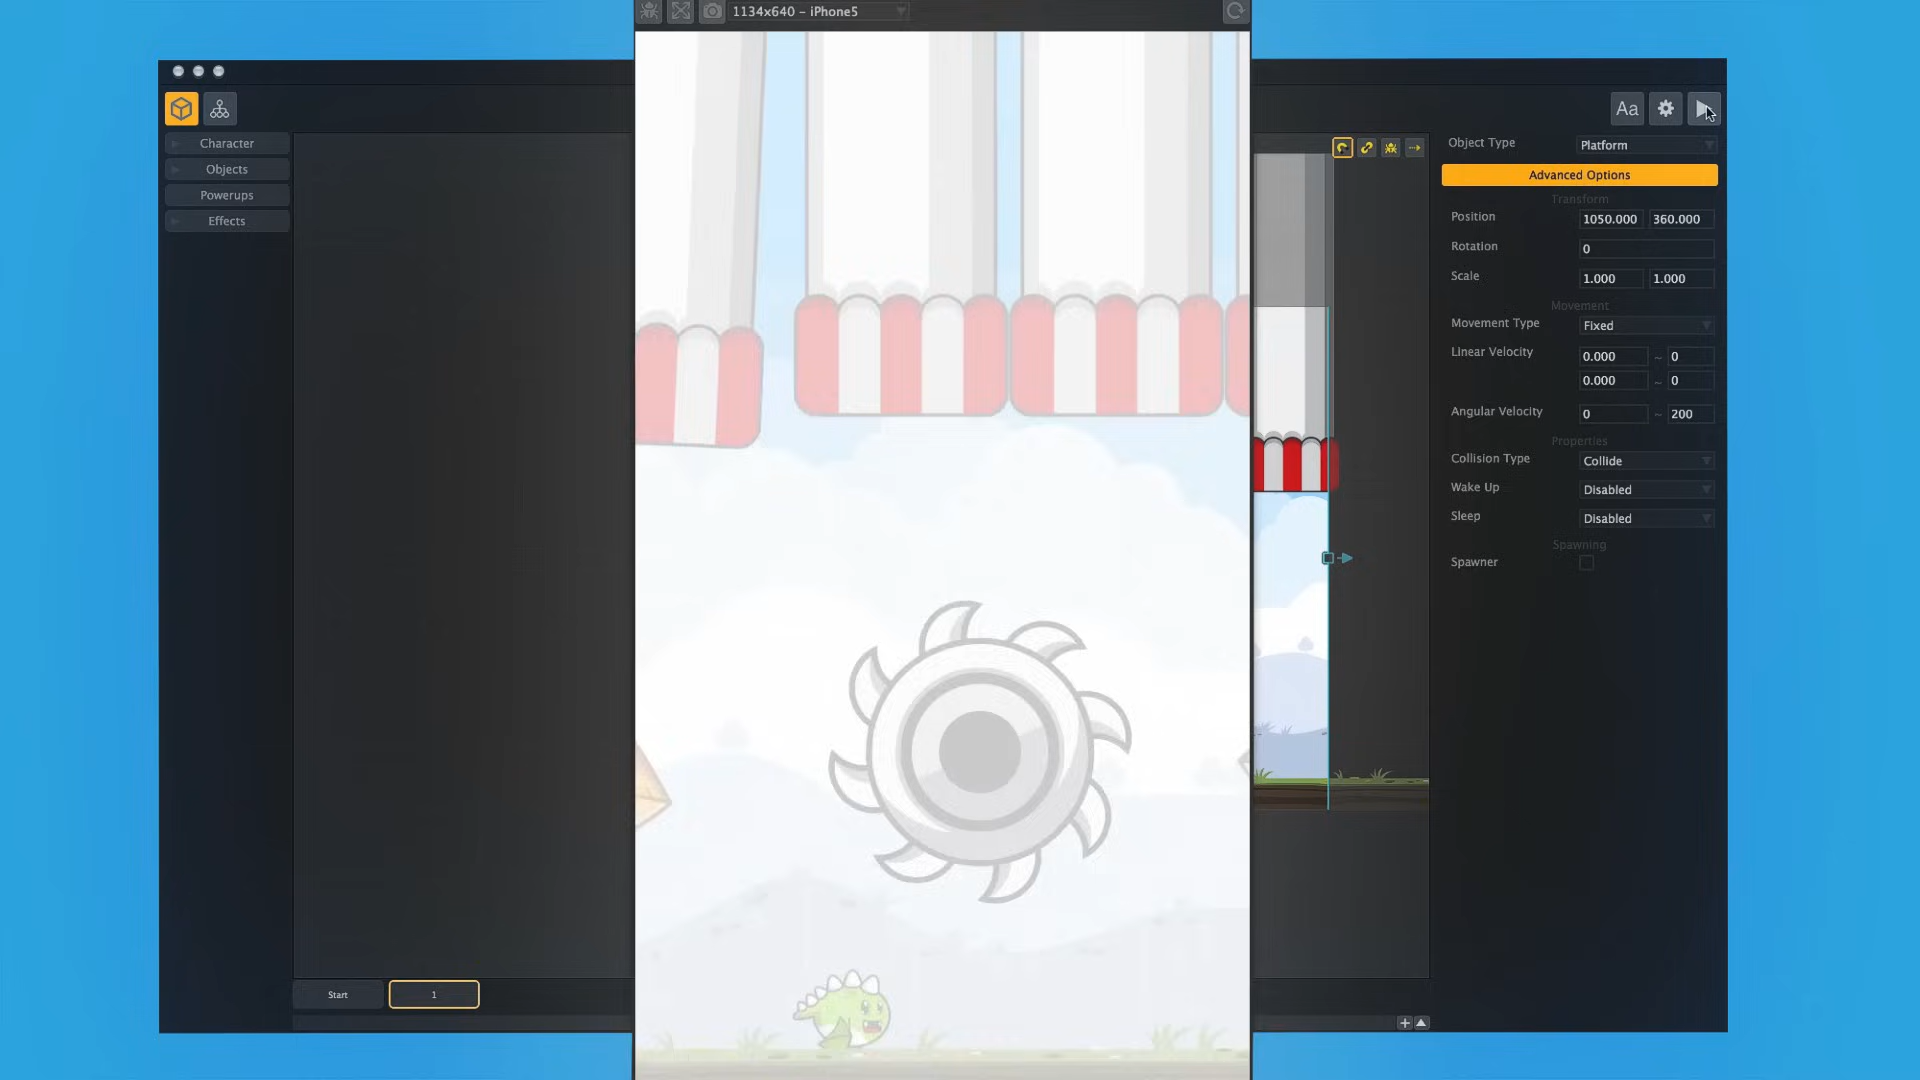 1134x640 – iPhone5
Aa
Character
Objects
Powerups
Effects
Object Type
Platform
Advanced Options
Transform
Position
1050.000
360.000
Rotation
0
Scale
1.000
1.000
Movement
Movement Type
Fixed
Linear Velocity
0.000 ~ 0
0.000 ~ 0
Angular Velocity
0 ~ 200
Properties
Collision Type
Collide
Wake Up
Disabled
Sleep
Disabled
Spawning
Spawner
Start
1